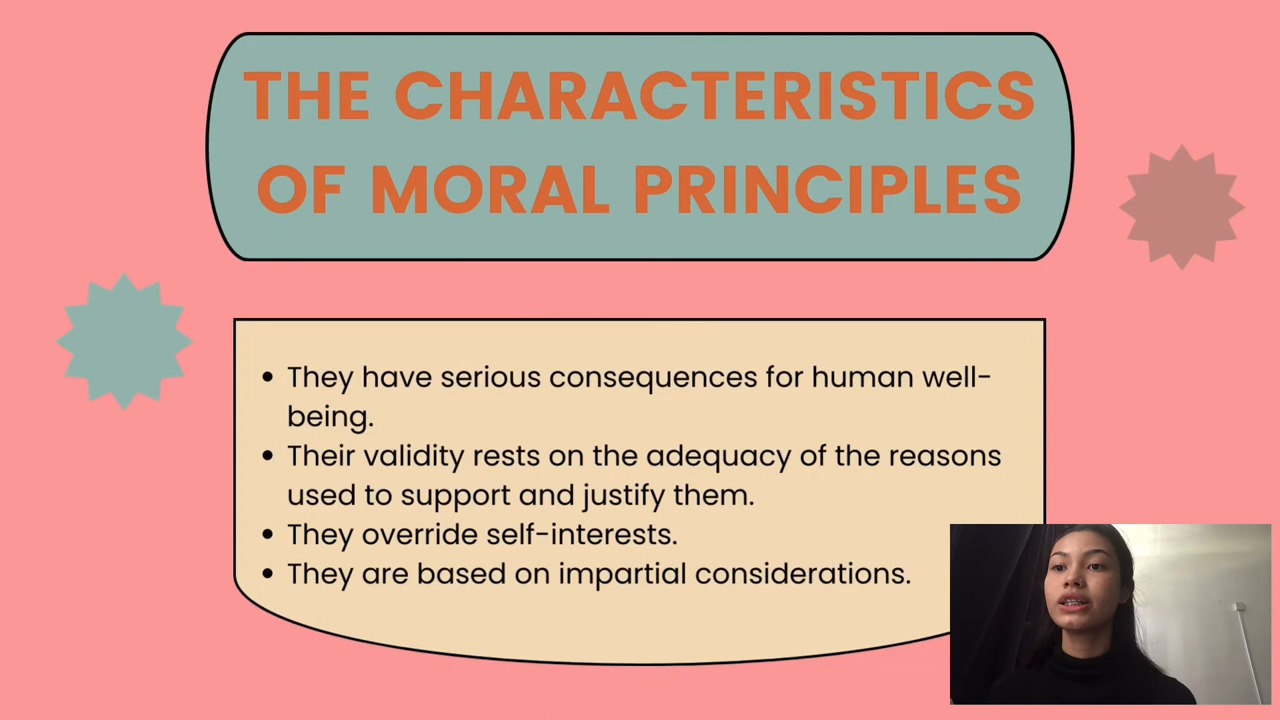 THE CHARACTERISTICS
OF MORAL PRINCIPLES
• They have serious consequences for human well-
being.
• Their validity rests on the adequacy of the reasons
used to support and justify them.
• They override self-interests.
• They are based on impartial considerations.